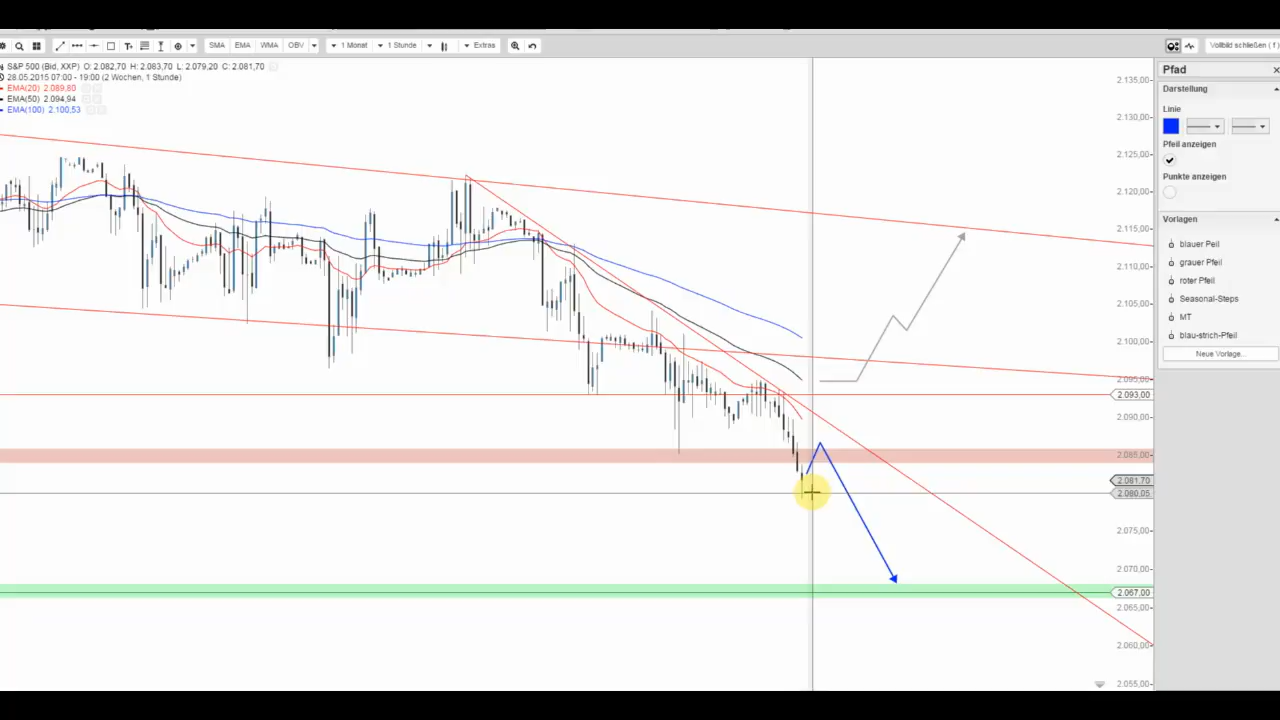 SMA EMA WMA OBV 1 Monat 1 Stunde Extras Vollbild schließen ( f )
S&P 500 (Bid, XXP) O: 2.082,70 H: 2.083,70 L: 2.079,20 C: 2.081,70
28.05.2015 07:00 - 19:00 (2 Wochen, 1 Stunde)
EMA(20) 2.089,80
EMA(50) 2.094,94
EMA(100) 2.100,53
2.135,00
2.130,00
2.125,00
2.120,00
2.115,00
2.110,00
2.105,00
2.100,00
2.095,00
2.093,00
2.090,00
2.085,00
2.081,70
2.080,05
2.075,00
2.070,00
2.067,00
2.065,00
2.060,00
2.055,00
Pfad
Darstellung
Linie
Pfeil anzeigen
Punkte anzeigen
Vorlagen
blauer Peil
grauer Pfeil
roter Pfeil
Seasonal-Steps
MT
blau-strich-Pfeil
Neue Vorlage...